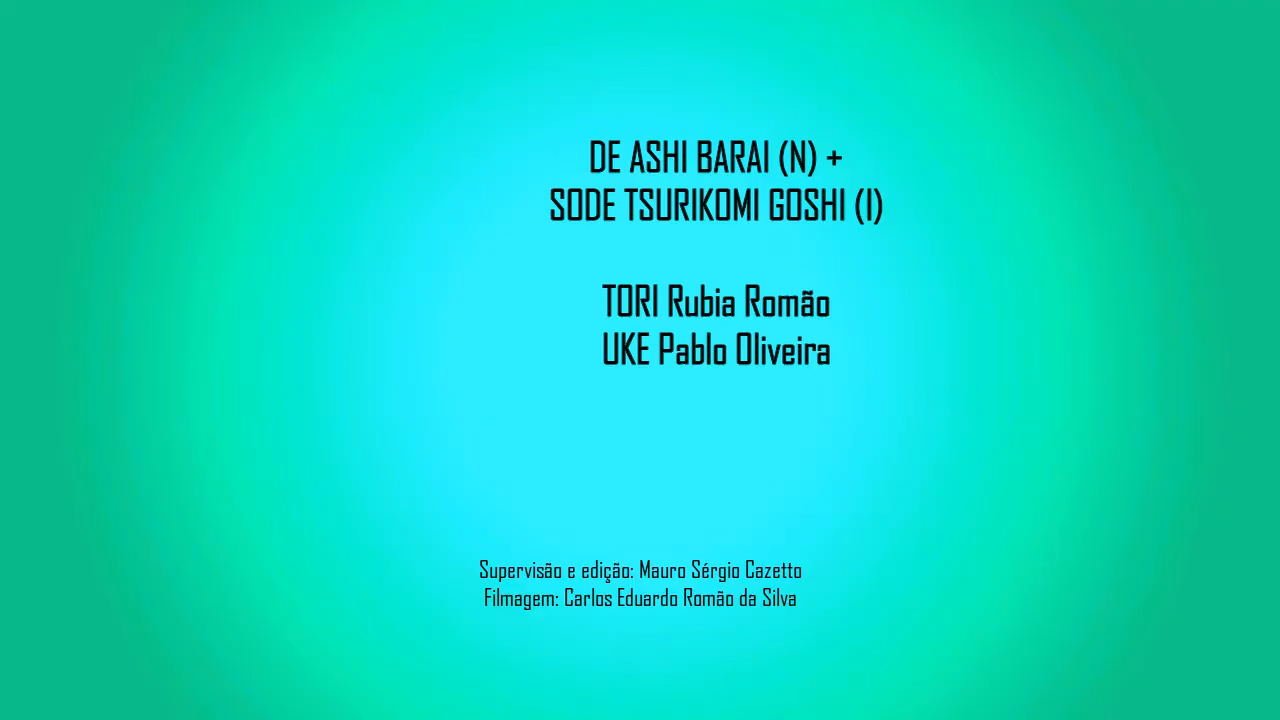 DE ASHI BARAI (N) +
SODE TSURIKOMI GOSHI (I)
TORI Rubia Romão
UKE Pablo Oliveira
Supervisão e edição: Mauro Sérgio Cazetto
Filmagem: Carlos Eduardo Romão da Silva